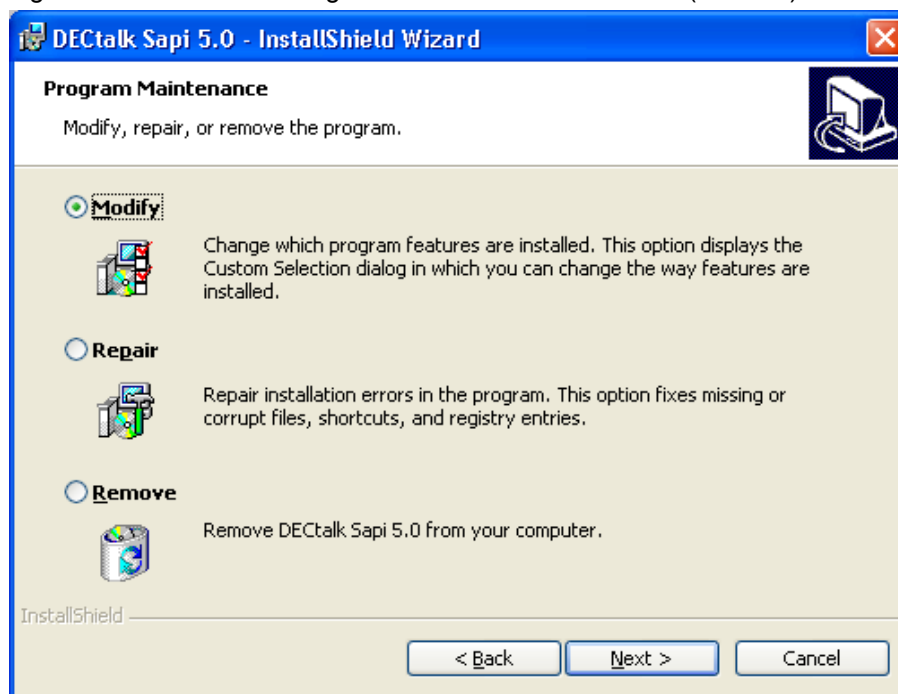 DECtalk Sapi 5.0 - InstallShield Wizard
Program Maintenance
Modify, repair, or remove the program.
Modify
Change which program features are installed. This option displays the
Custom Selection dialog in which you can change the way features are
installed.
Repair
Repair installation errors in the program. This option fixes missing or
corrupt files, shortcuts, and registry entries.
Remove
Remove DECtalk Sapi 5.0 from your computer.
InstallShield
< Back
Next >
Cancel